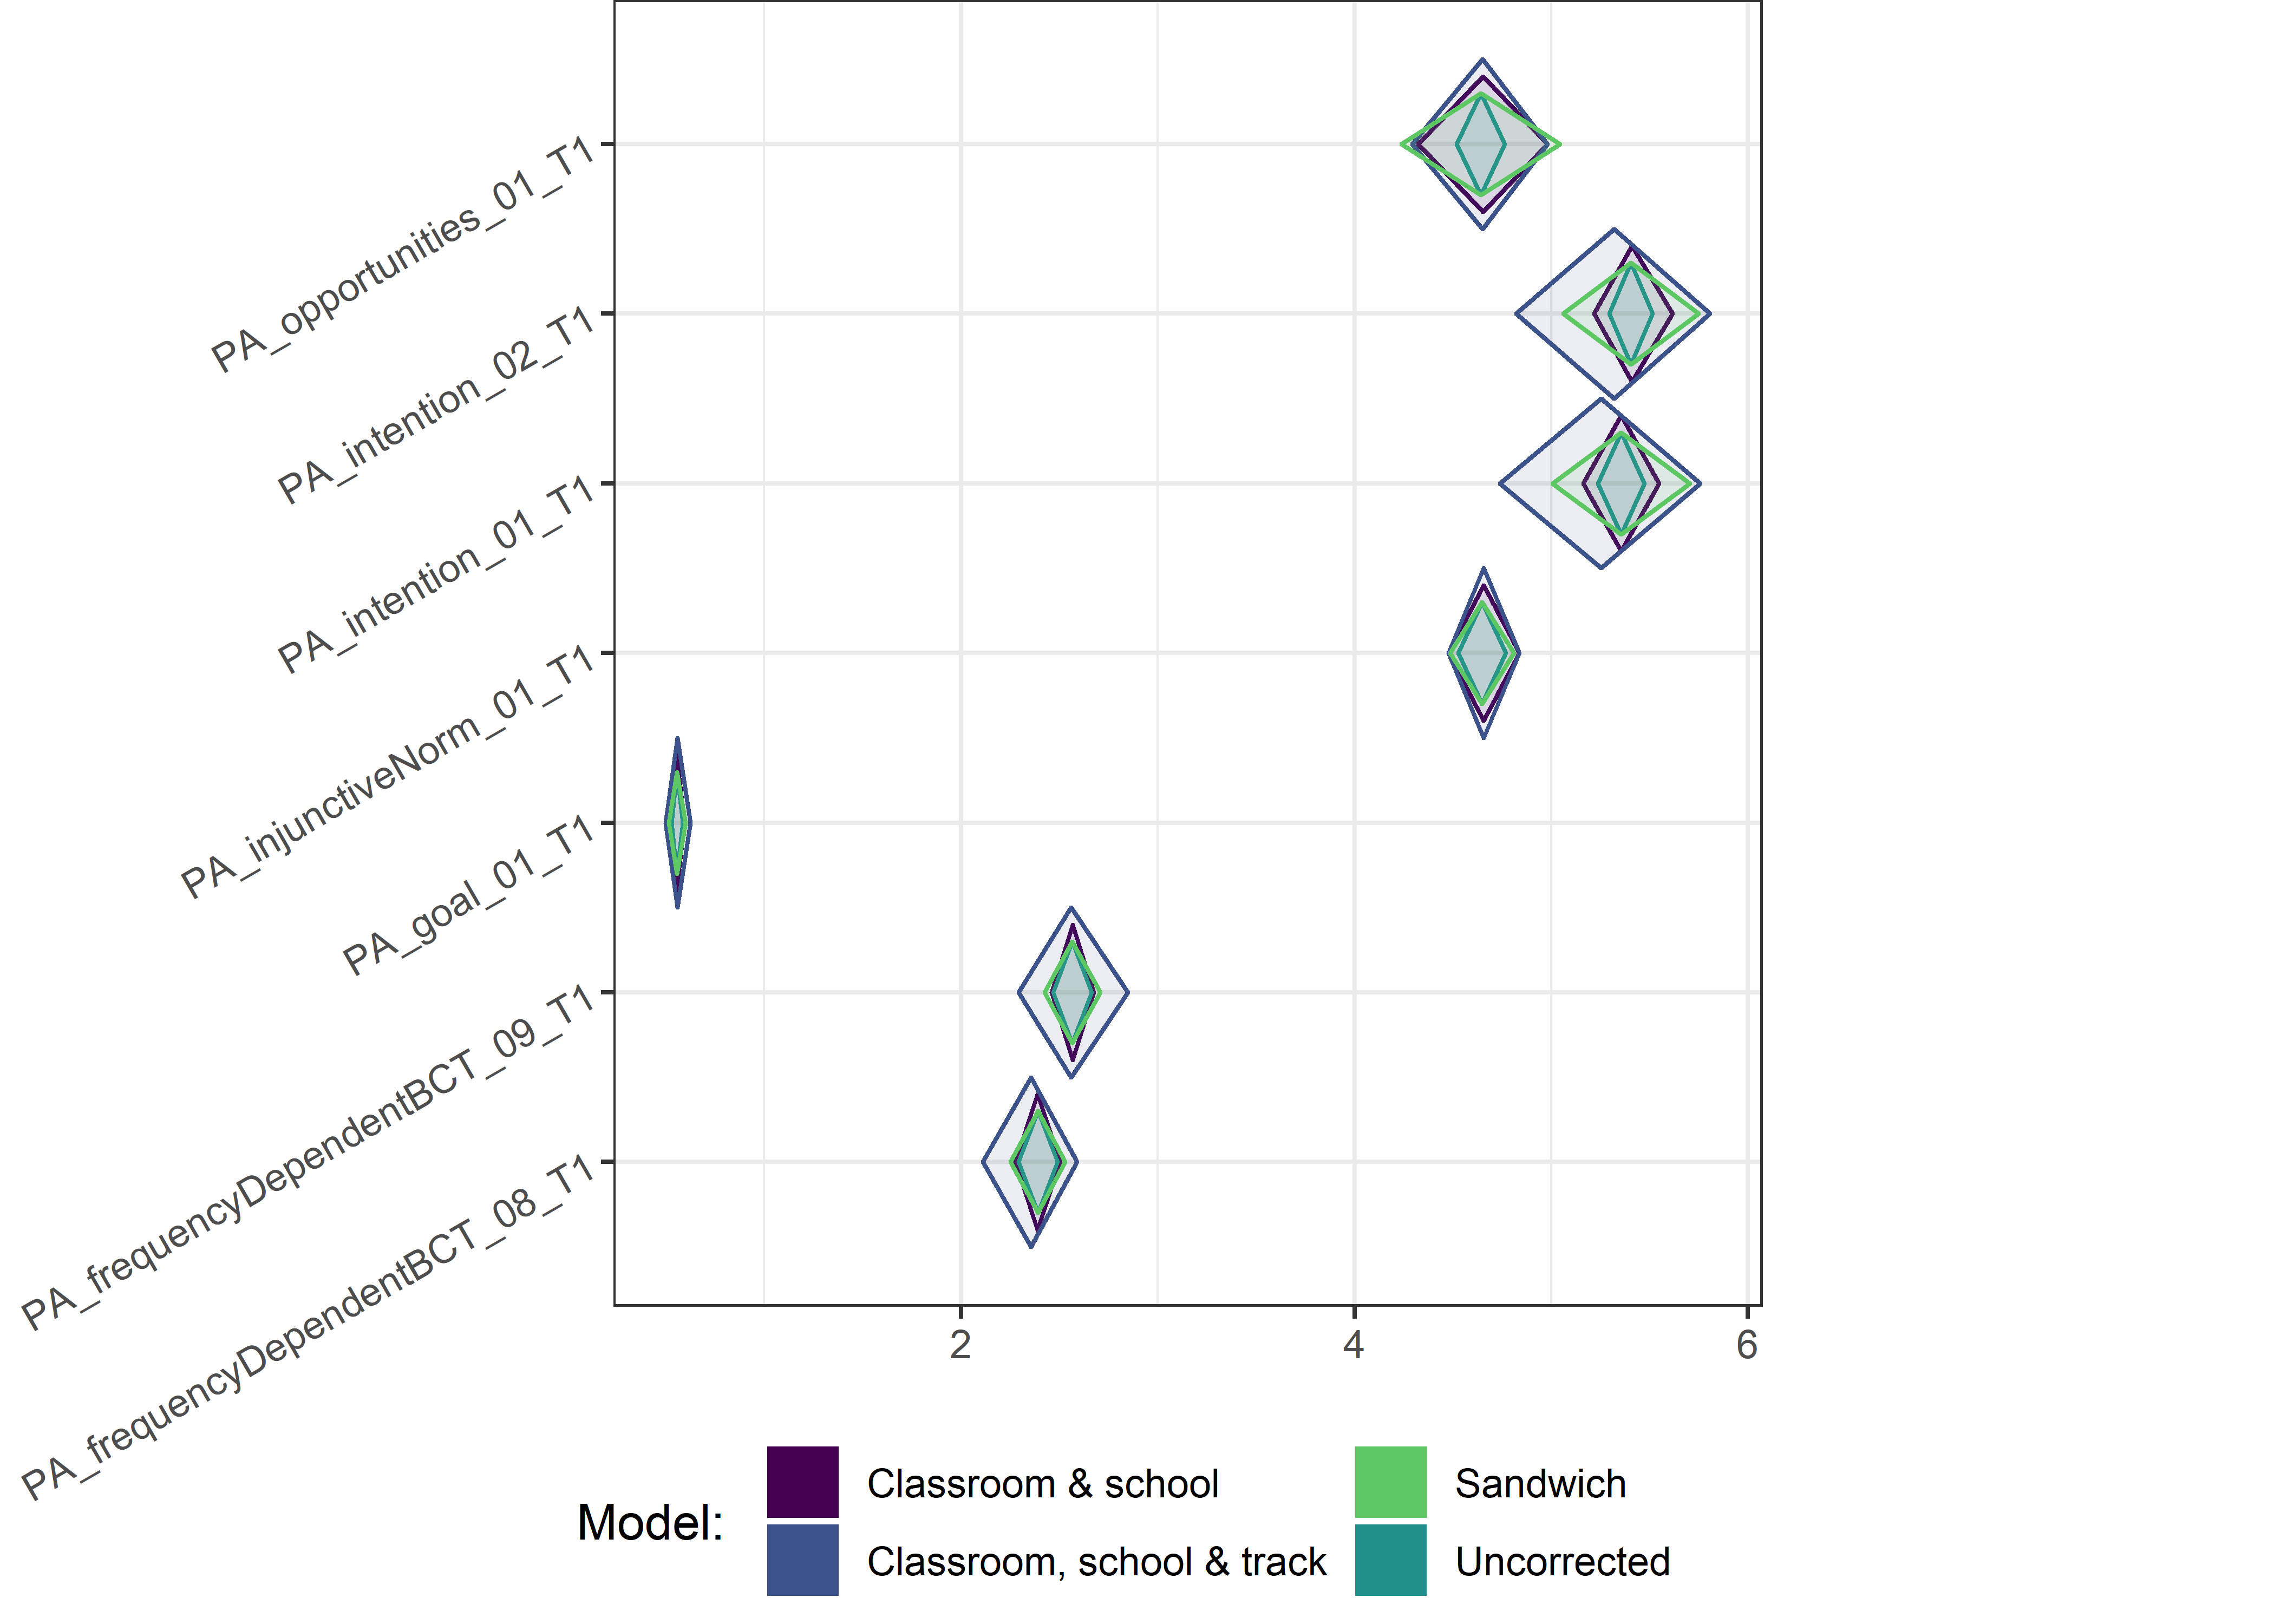 PA_opportunities_01_T1
PA_intention_02_T1
PA_intention_01_T1
PA_injunctiveNorm_01_T1
PA_goal_01_T1
PA_frequencyDependentBCT_09_T1
PA_frequencyDependentBCT_08_T1
2 4 6
Model:
Classroom & school
Classroom, school & track
Sandwich
Uncorrected